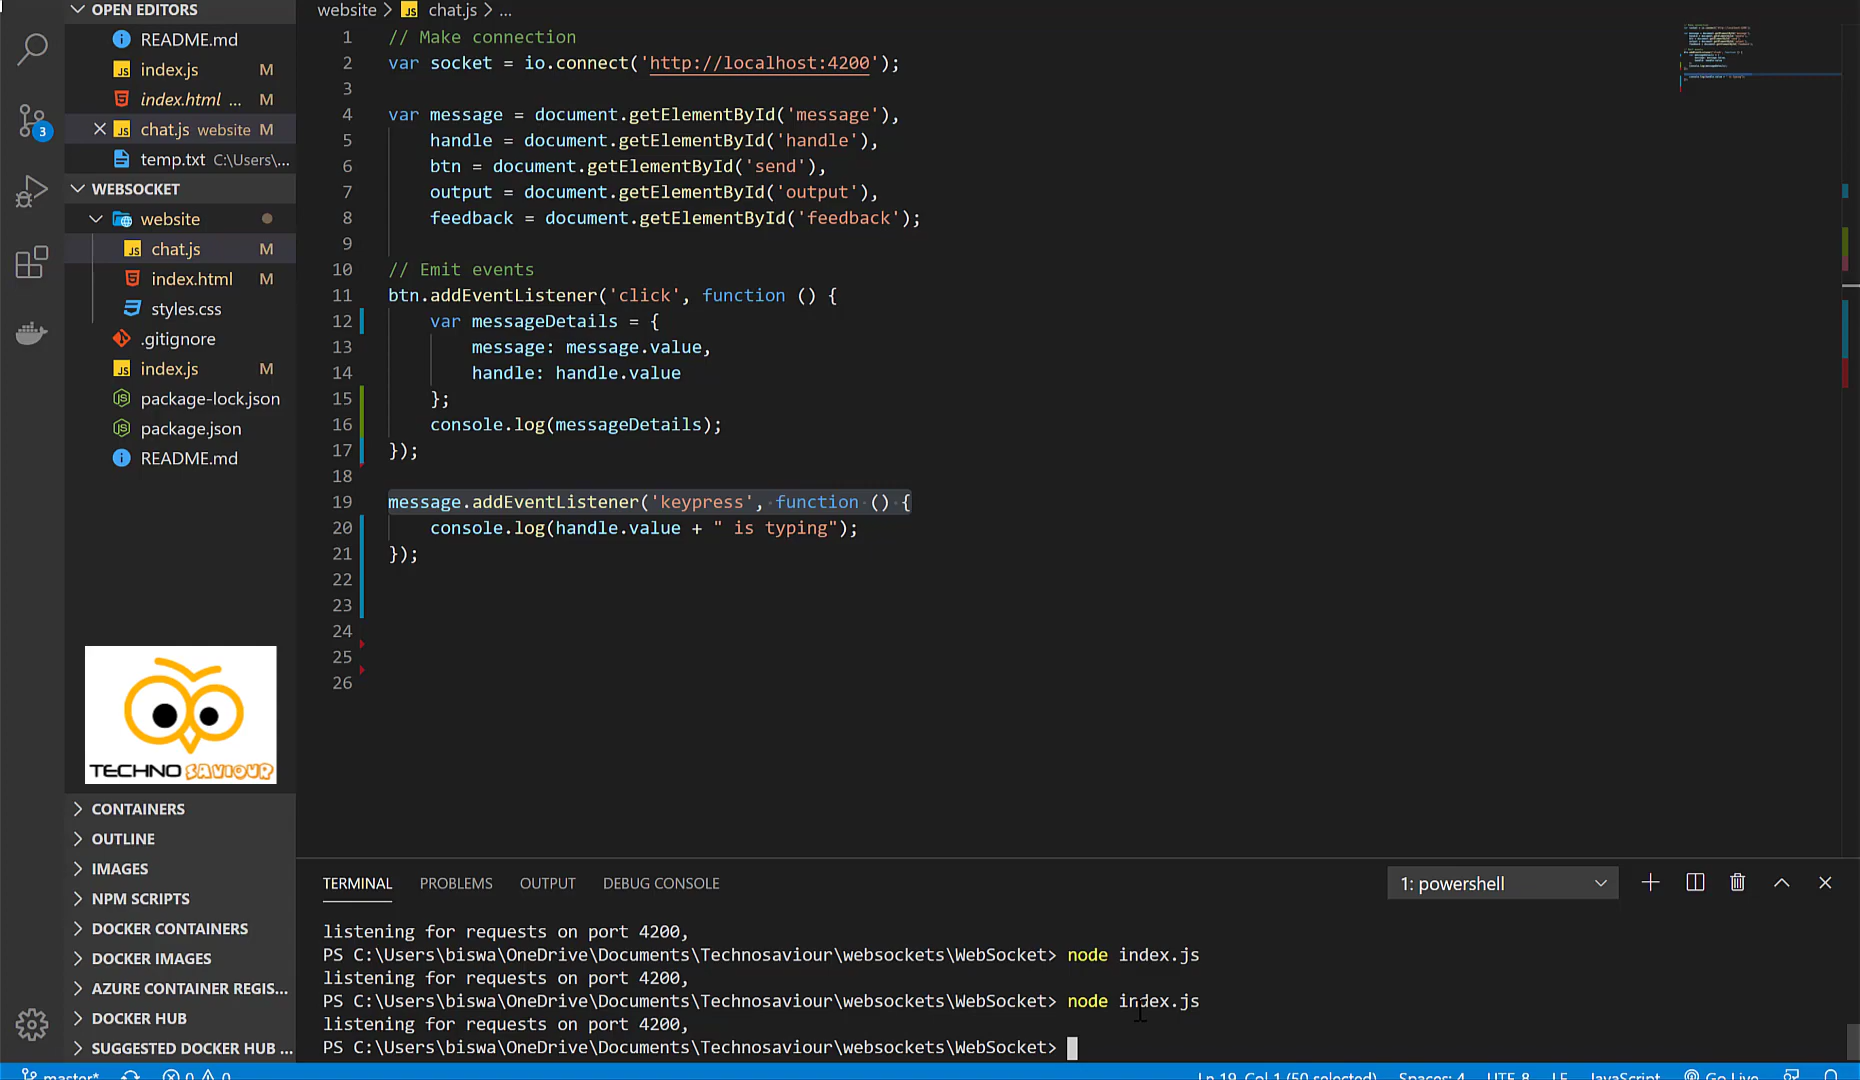 OPEN EDITORS
README.md
index.js M
index.html ... M
chat.js website M
temp.txt C:\Users\...
WEBSOCKET
website
chat.js M
index.html M
styles.css
.gitignore
index.js M
package-lock.json
package.json
README.md
TECHNO SAVIOUR
CONTAINERS
OUTLINE
IMAGES
NPM SCRIPTS
DOCKER CONTAINERS
DOCKER IMAGES
AZURE CONTAINER REGIS...
DOCKER HUB
SUGGESTED DOCKER HUB ...
3
website > JS chat.js > ...
1 // Make connection
2 var socket = io.connect('http://localhost:4200');
3
4 var message = document.getElementById('message'),
5 handle = document.getElementById('handle'),
6 btn = document.getElementById('send'),
7 output = document.getElementById('output'),
8 feedback = document.getElementById('feedback');
9
10 // Emit events
11 btn.addEventListener('click', function () {
12 var messageDetails = {
13 message: message.value,
14 handle: handle.value
15 };
16 console.log(messageDetails);
17 });
18
19 message.addEventListener('keypress', function () {
20 console.log(handle.value + " is typing");
21 });
22
23
24
25
26
TERMINAL PROBLEMS OUTPUT DEBUG CONSOLE 1: powershell
listening for requests on port 4200,
PS C:\Users\biswa\OneDrive\Documents\Technosaviour\websockets\WebSocket> node index.js
listening for requests on port 4200,
PS C:\Users\biswa\OneDrive\Documents\Technosaviour\websockets\WebSocket> node index.js
listening for requests on port 4200,
PS C:\Users\biswa\OneDrive\Documents\Technosaviour\websockets\WebSocket>
master* 0 0 Ln 19, Col 1 (50 selected) Spaces: 4 UTF-8 LF JavaScript Go Live